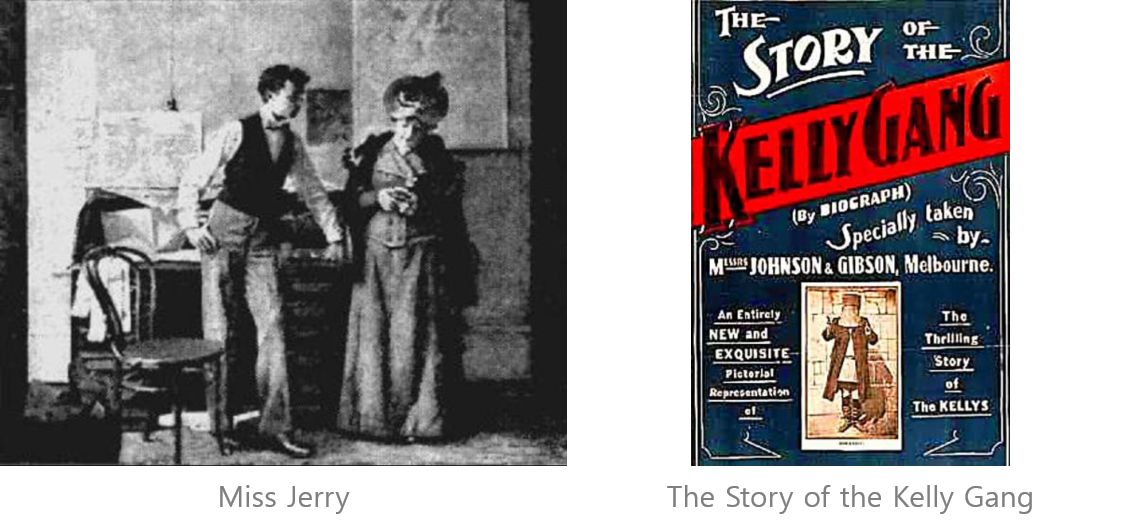 THE
STORY OF THE
KELLY GANG
(By BIOGRAPH)
Specially taken
by-
MESSRS JOHNSON & GIBSON, Melbourne.
An Entirely
NEW and
EXQUISITE
Pictorial
Representation
of
The
Thrilling
Story
of
The KELLYS
Miss Jerry
The Story of the Kelly Gang